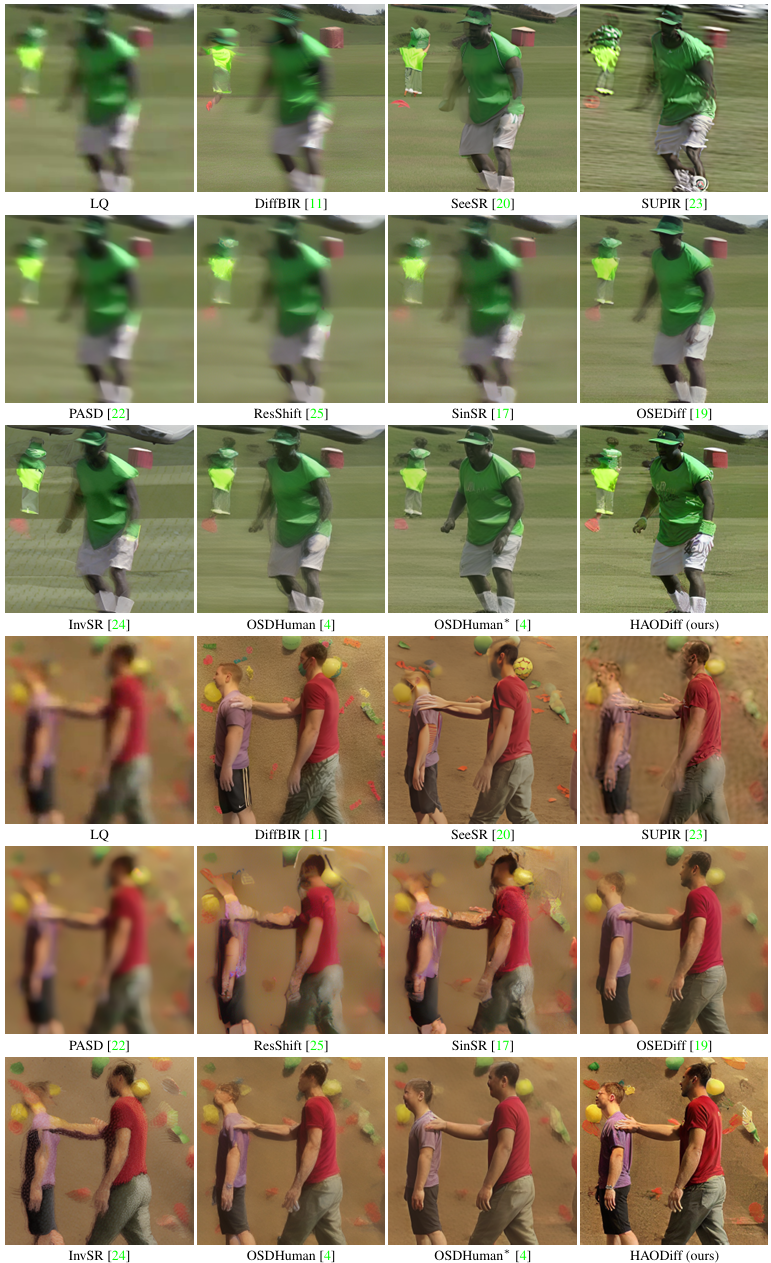 LQ DiffBIR [11] SeeSR [20] SUPIR [23]
PASD [22] ResShift [25] SinSR [17] OSEDiff [19]
InvSR [24] OSDHuman [4] OSDHuman* [4] HAODiff (ours)
LQ DiffBIR [11] SeeSR [20] SUPIR [23]
PASD [22] ResShift [25] SinSR [17] OSEDiff [19]
InvSR [24] OSDHuman [4] OSDHuman* [4] HAODiff (ours)